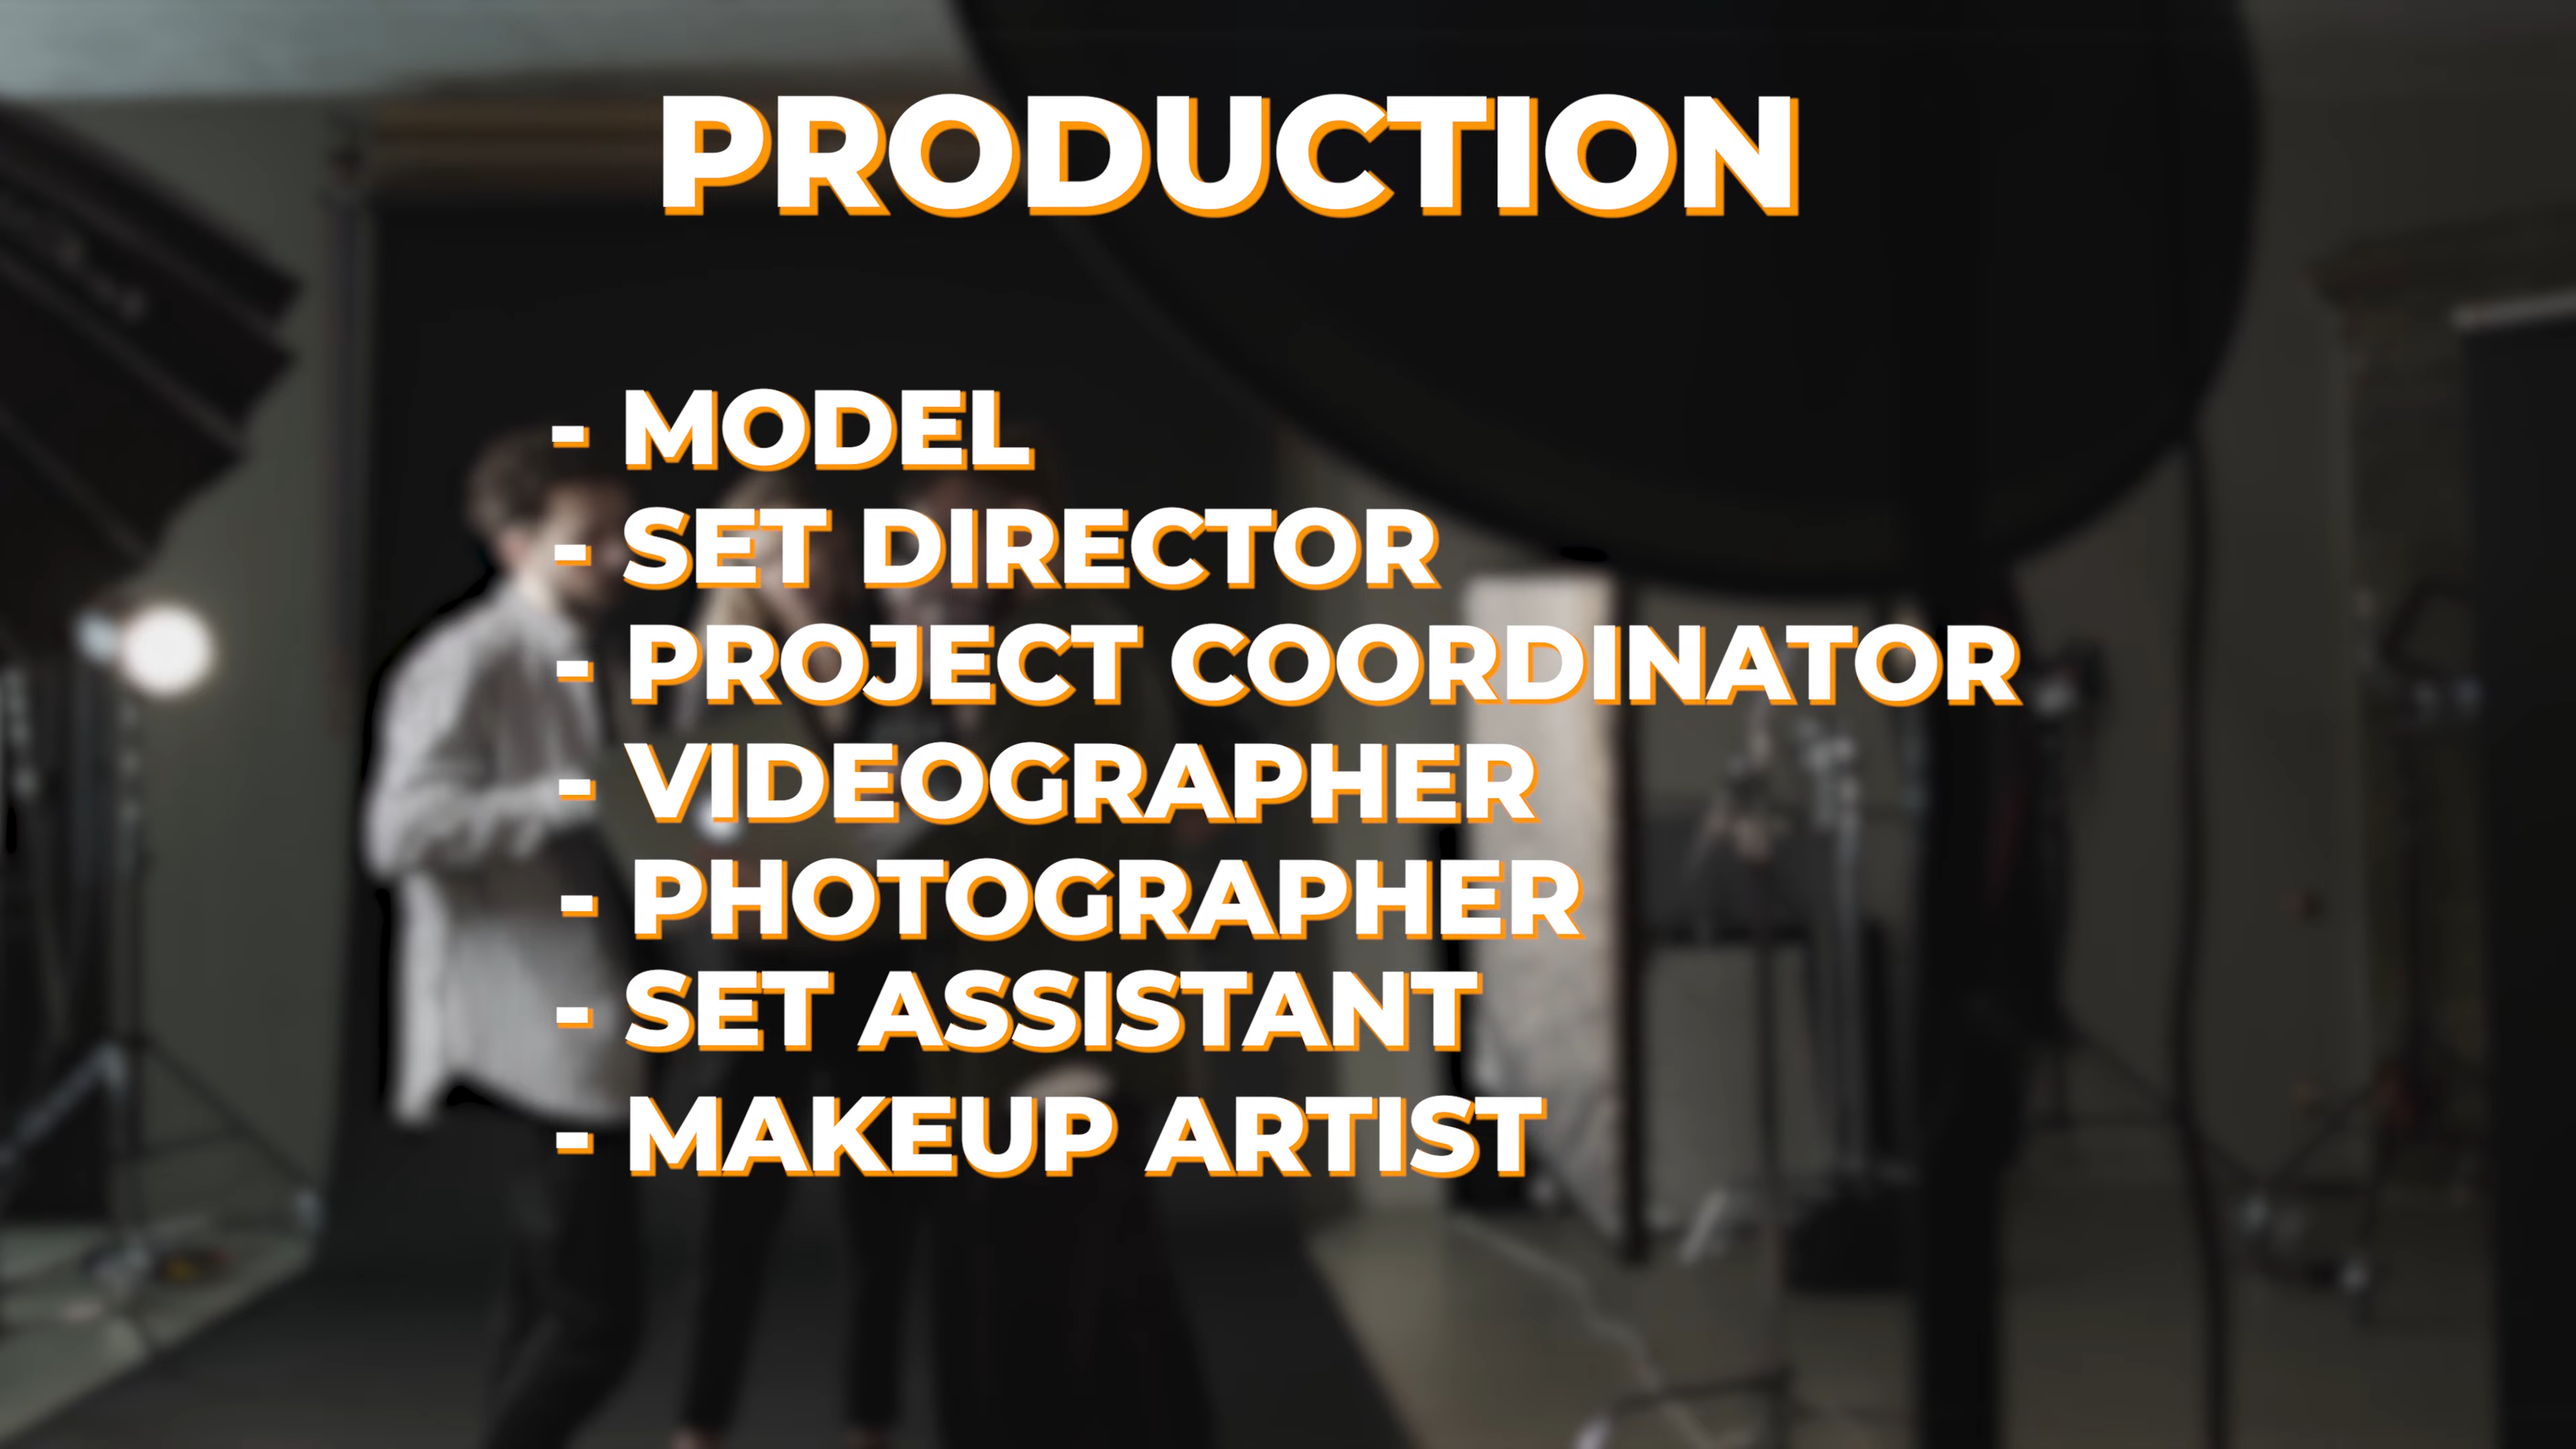 PRODUCTION
- MODEL
- SET DIRECTOR
- PROJECT COORDINATOR
- VIDEOGRAPHER
- PHOTOGRAPHER
- SET ASSISTANT
- MAKEUP ARTIST